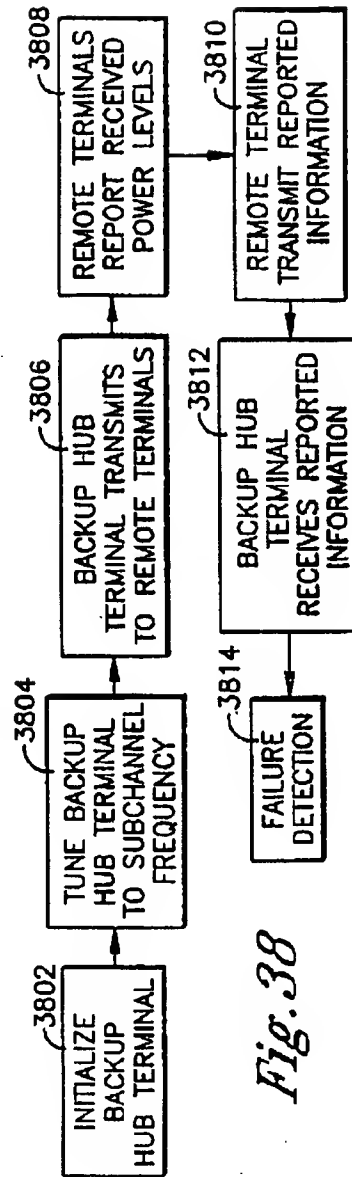 3802
INITIALIZE
BACKUP
HUB TERMINAL
3804
TUNE BACKUP
HUB TERMINAL
TO SUBCHANNEL
FREQUENCY
3806
BACKUP HUB
TERMINAL TRANSMITS
TO REMOTE TERMINALS
3808
REMOTE TERMINALS
REPORT RECEIVED
POWER LEVELS
3810
REMOTE TERMINAL
TRANSMIT REPORTED
INFORMATION
3812
BACKUP HUB
TERMINAL
RECEIVES REPORTED
INFORMATION
3814
FAILURE
DETECTION
Fig. 38